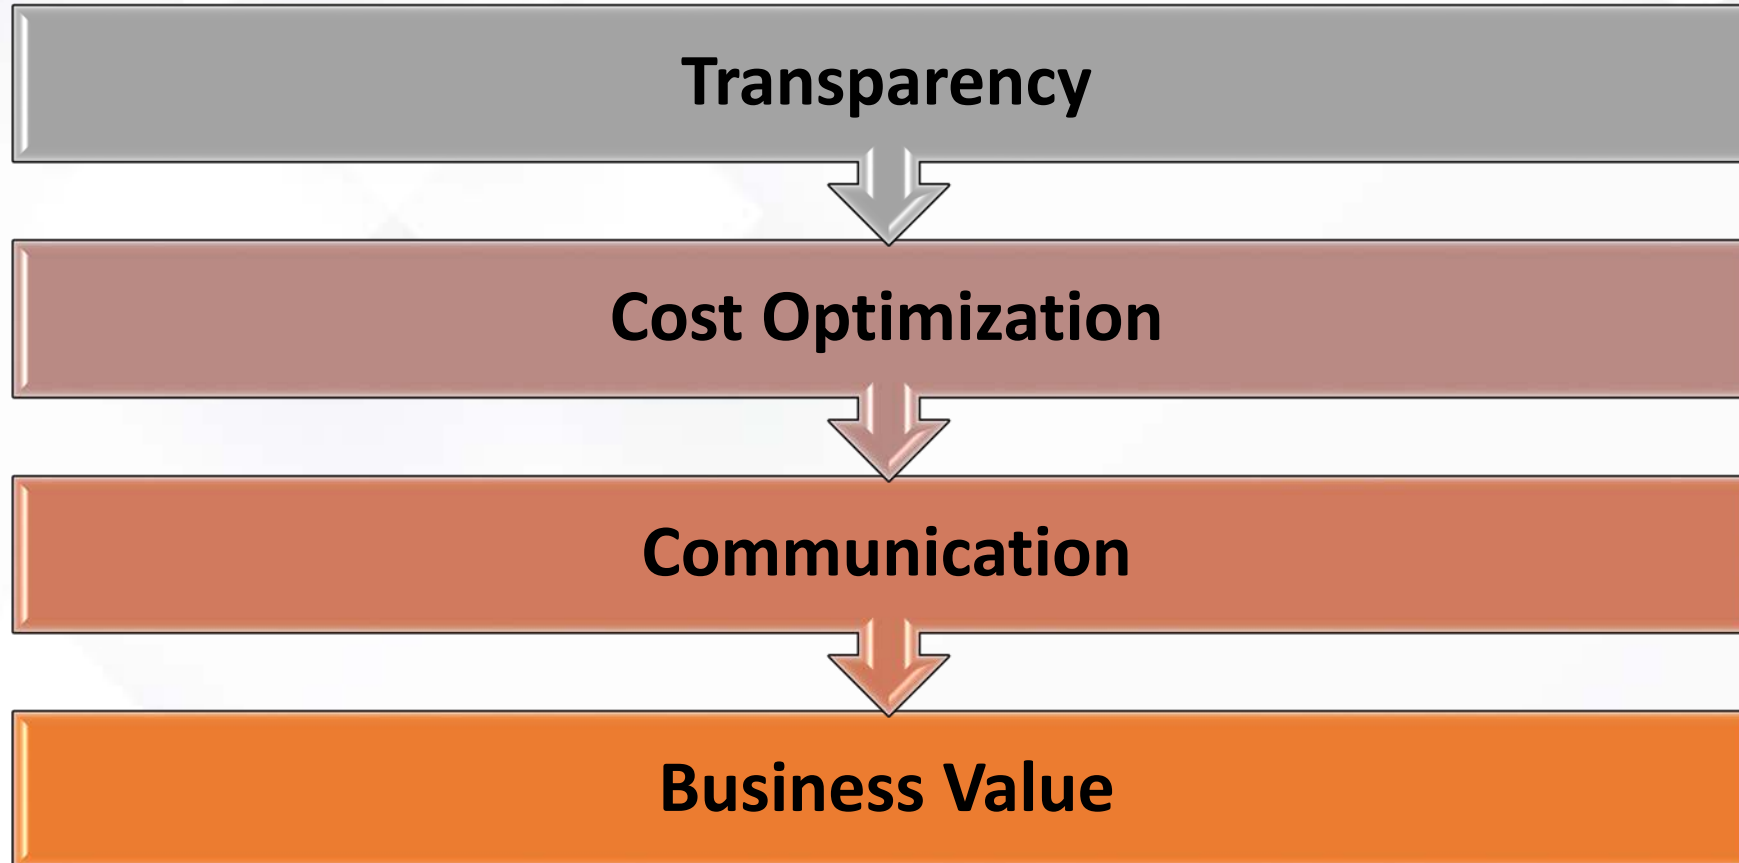 Transparency
Cost Optimization
Communication
Business Value